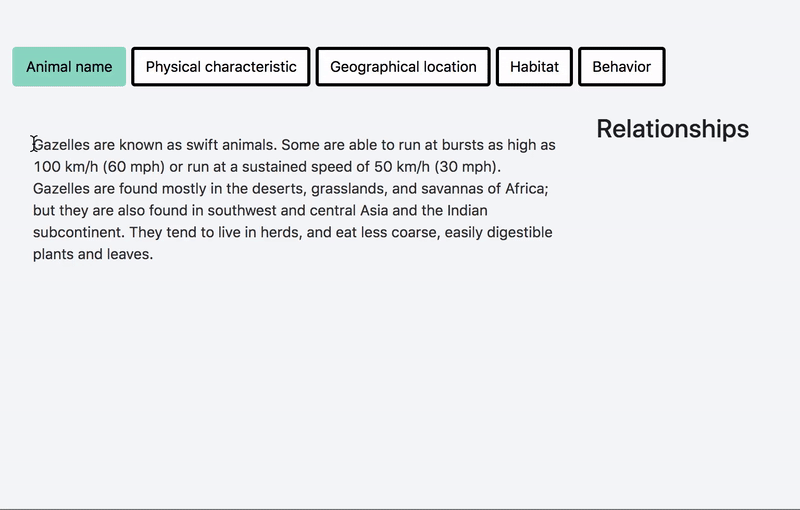 Animal name Physical characteristic Geographical location Habitat Behavior
Relationships
Gazelles are known as swift animals. Some are able to run at bursts as high as
100 km/h (60 mph) or run at a sustained speed of 50 km/h (30 mph).
Gazelles are found mostly in the deserts, grasslands, and savannas of Africa;
but they are also found in southwest and central Asia and the Indian
subcontinent. They tend to live in herds, and eat less coarse, easily digestible
plants and leaves.